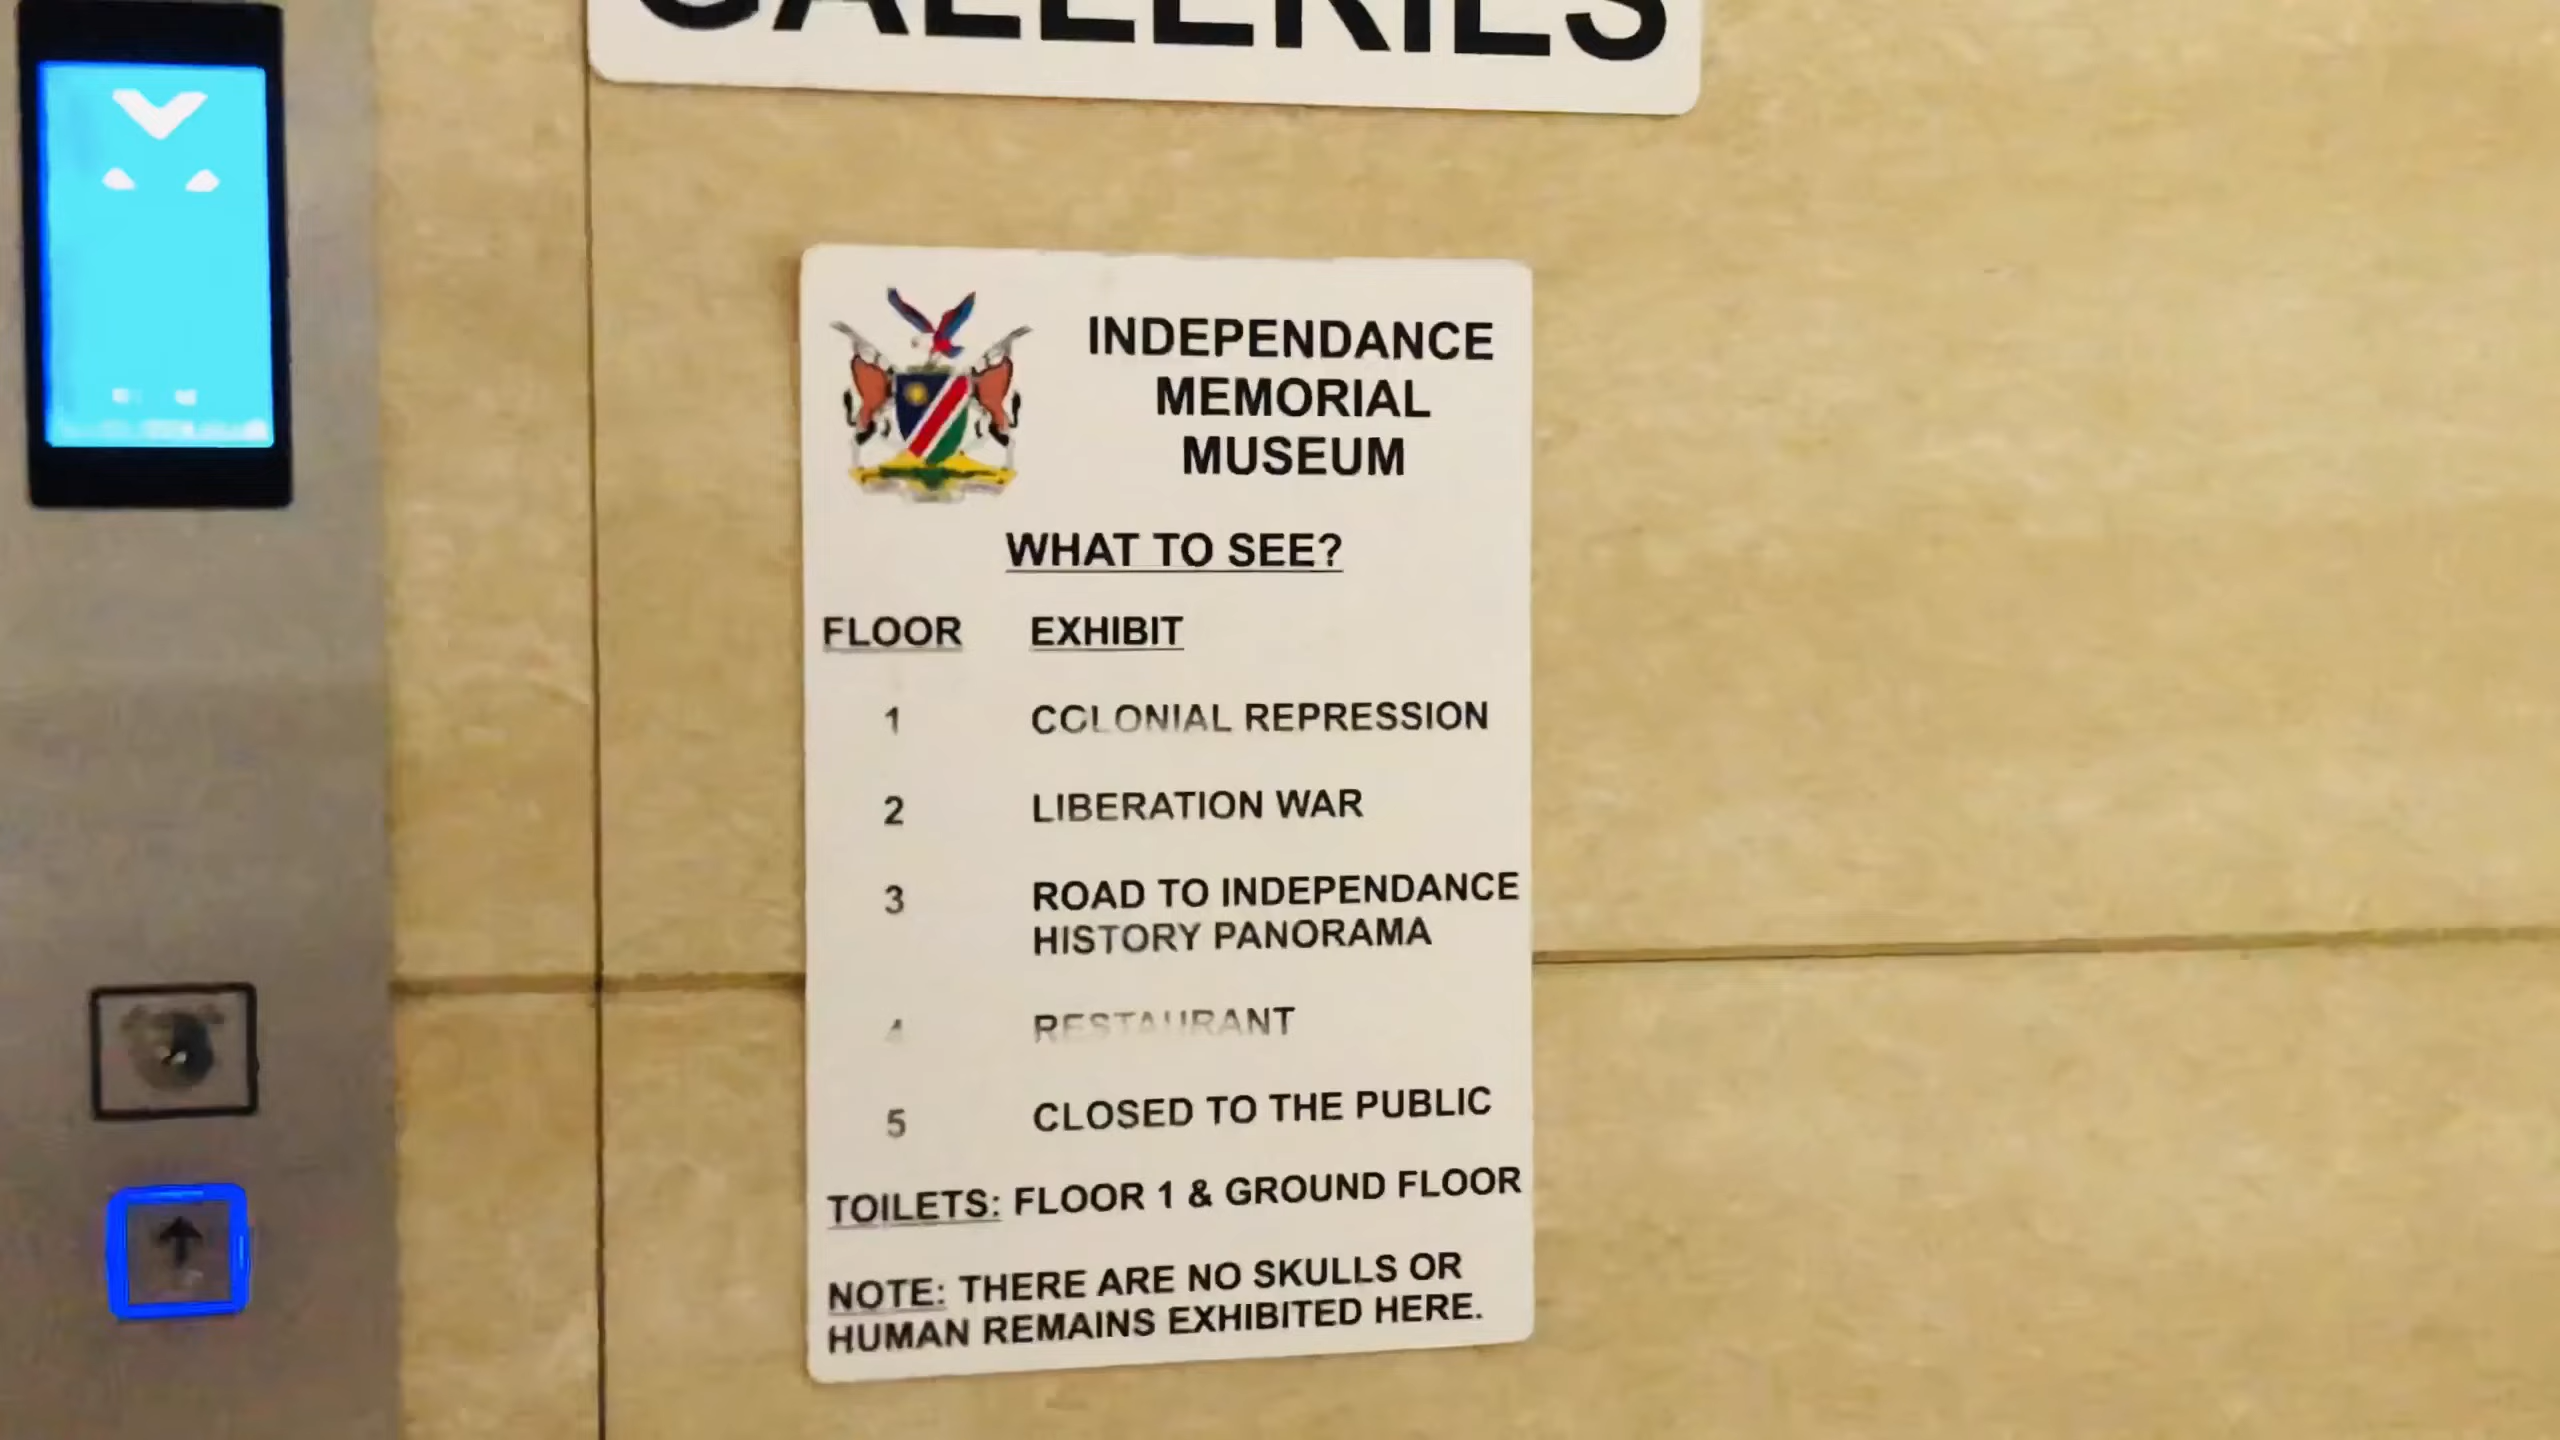 GALLERIES
INDEPENDANCE
MEMORIAL
MUSEUM
WHAT TO SEE?
FLOOR EXHIBIT
1 COLONIAL REPRESSION
2 LIBERATION WAR
3 ROAD TO INDEPENDANCE
HISTORY PANORAMA
4 RESTAURANT
5 CLOSED TO THE PUBLIC
TOILETS: FLOOR 1 & GROUND FLOOR
NOTE: THERE ARE NO SKULLS OR
HUMAN REMAINS EXHIBITED HERE.